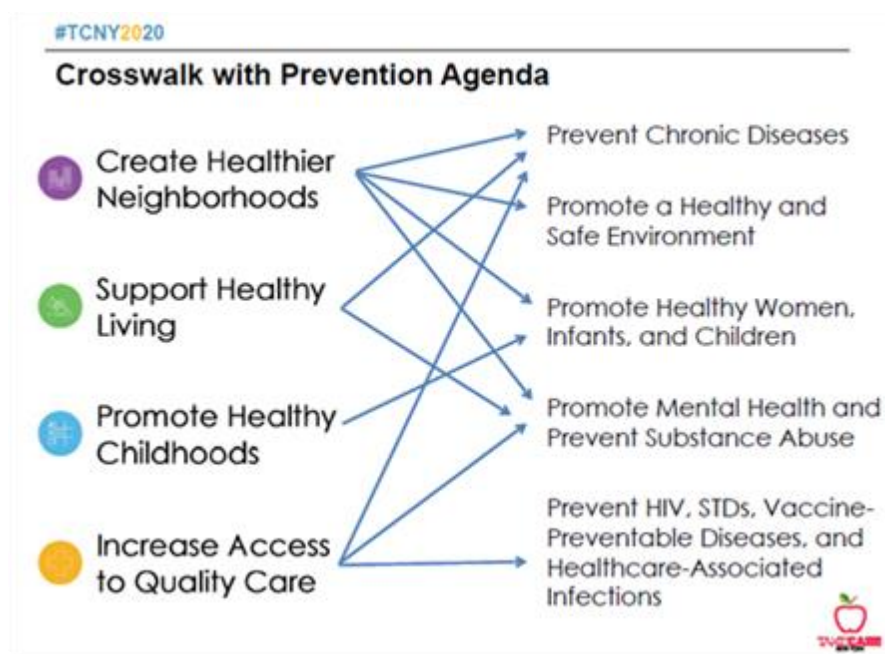 #TCNY2020
Crosswalk with Prevention Agenda
Create Healthier
Neighborhoods
Support Healthy
Living
Promote Healthy
Childhoods
Increase Access
to Quality Care
Prevent Chronic Diseases
Promote a Healthy and
Safe Environment
Promote Healthy Women,
Infants, and Children
Promote Mental Health and
Prevent Substance Abuse
Prevent HIV, STDs, Vaccine-
Preventable Diseases, and
Healthcare-Associated
Infections